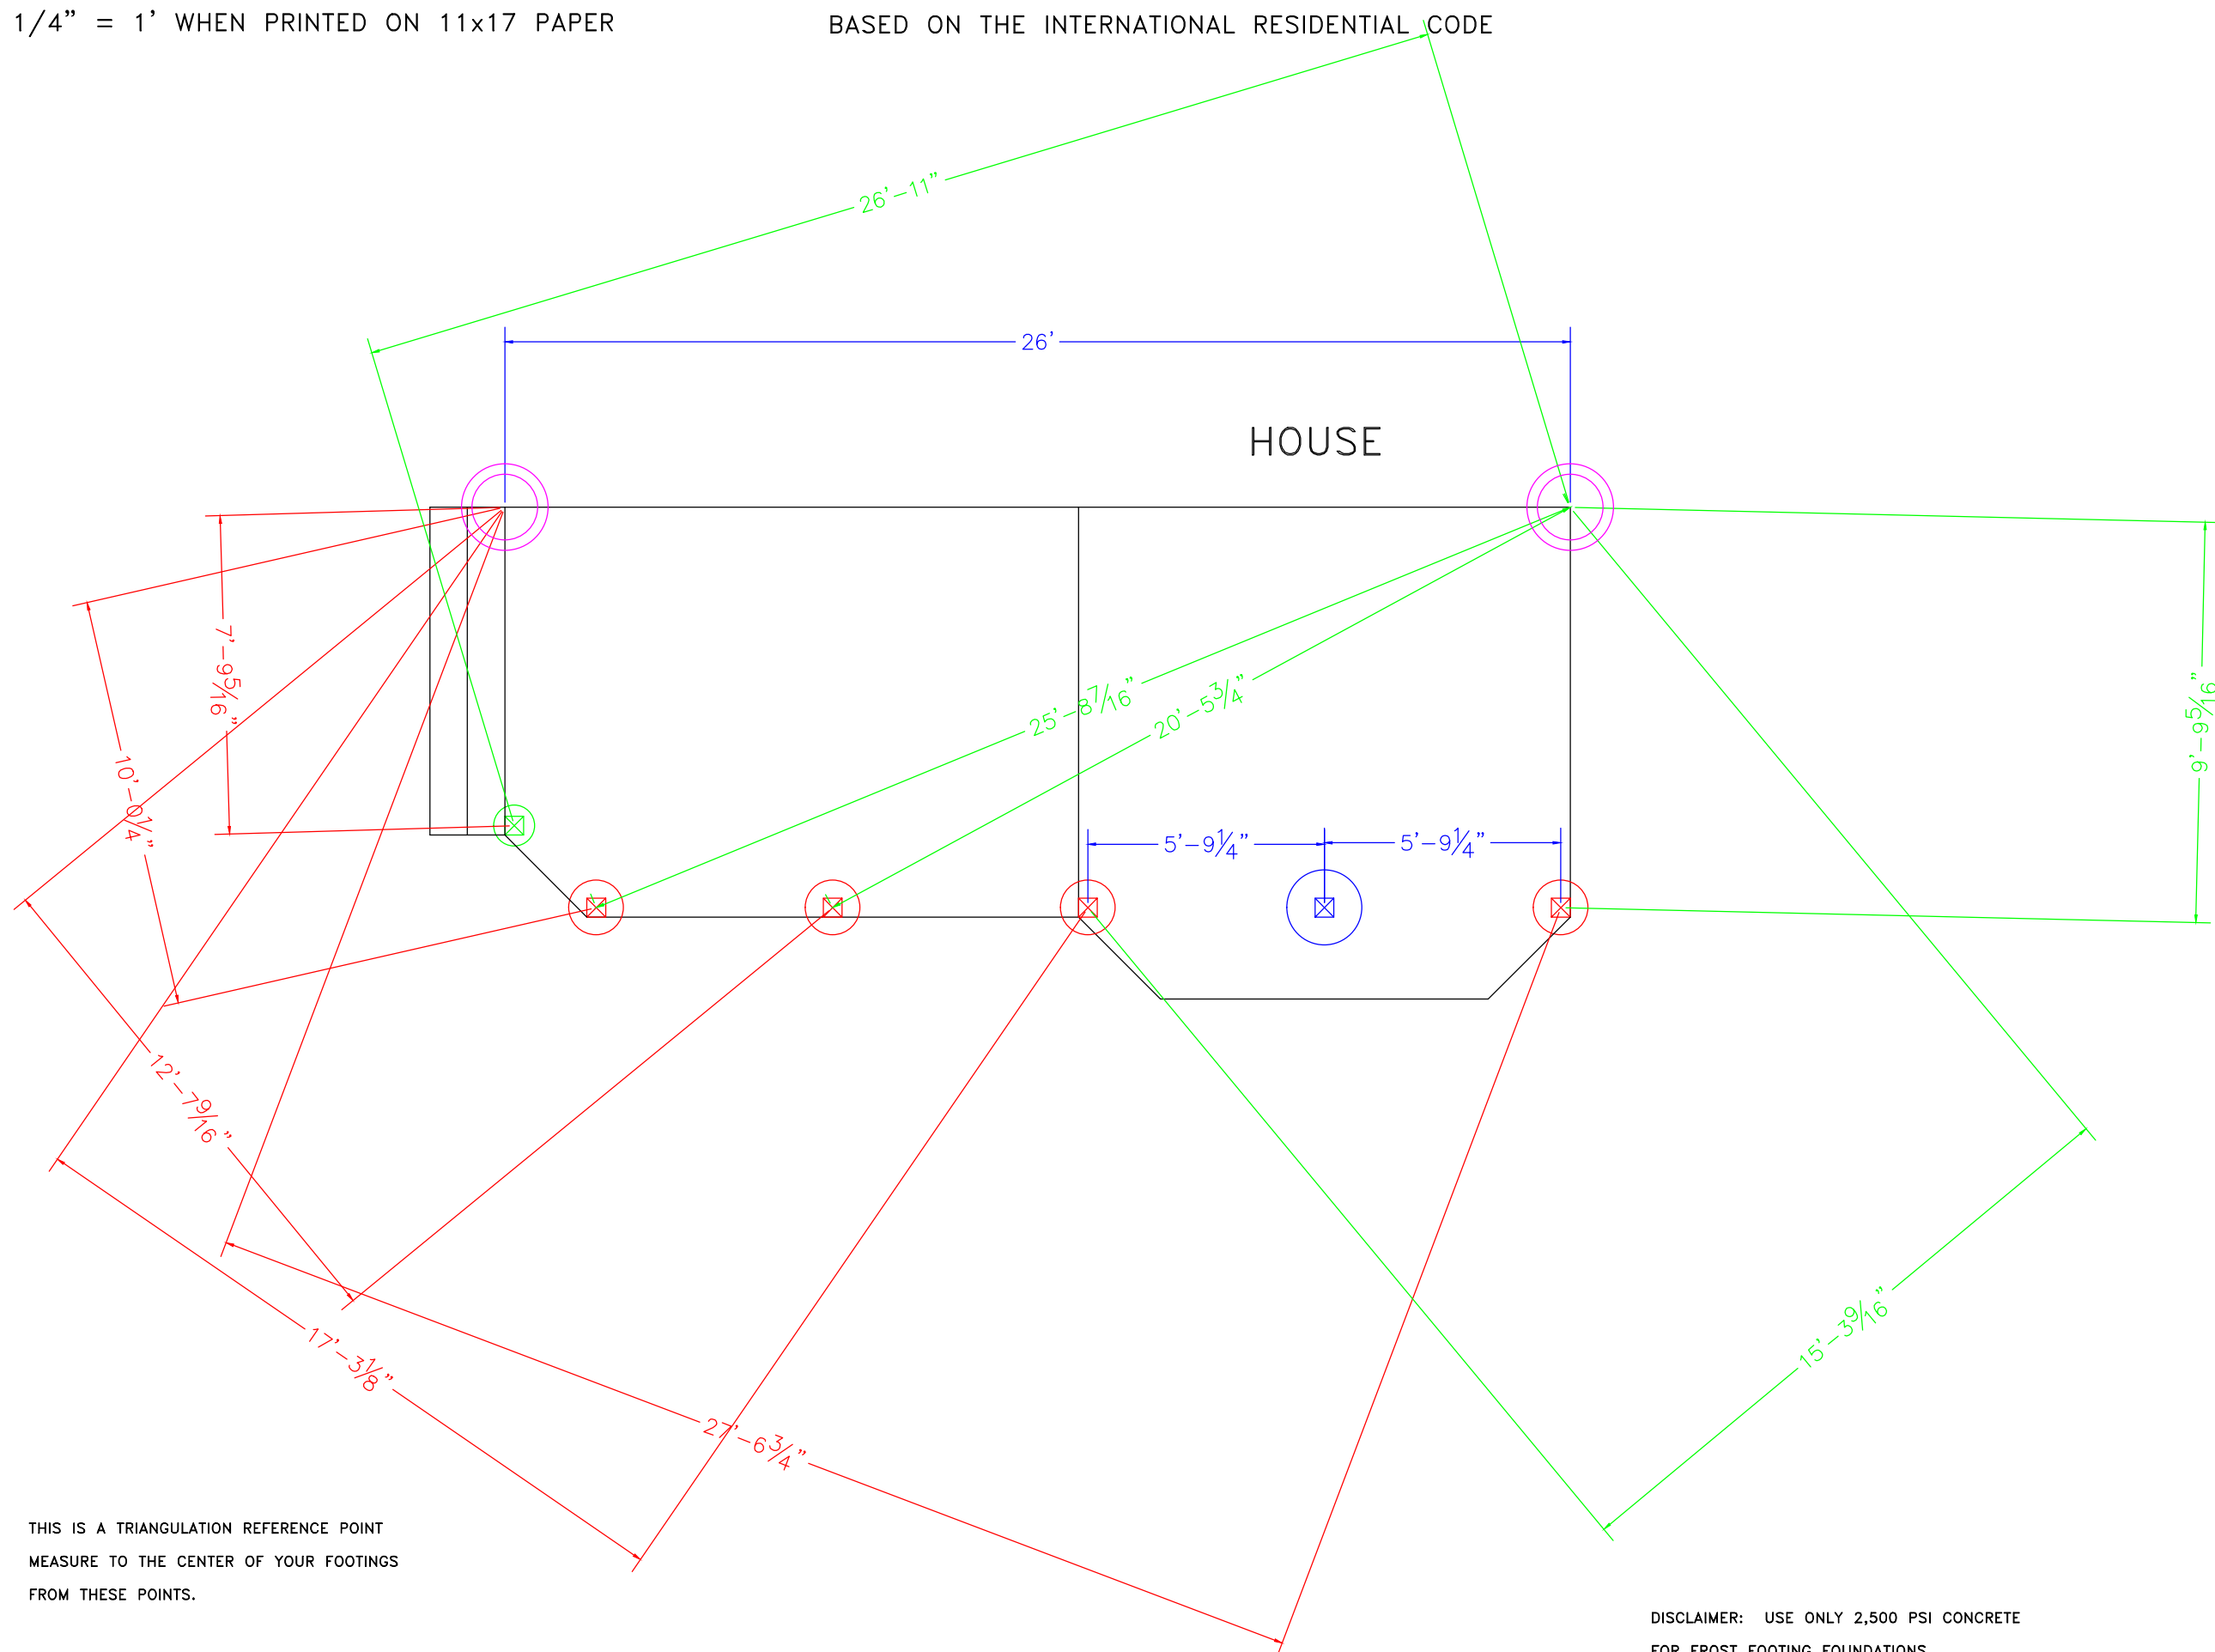 1/4" = 1' WHEN PRINTED ON 11x17 PAPER
BASED ON THE INTERNATIONAL RESIDENTIAL CODE
26'-11"
26'
HOUSE
7'-9 5/16"
10'-0 1/4"
25'-8 7/16"
20'-5 3/4"
9'-9 5/16"
5'-9 1/4"
5'-9 1/4"
12'-7 9/16"
17'-3 1/8"
27'-6 3/4"
15'-3 9/16"
THIS IS A TRIANGULATION REFERENCE POINT
MEASURE TO THE CENTER OF YOUR FOOTINGS
FROM THESE POINTS.
DISCLAIMER: USE ONLY 2,500 PSI CONCRETE
FOR FROST FOOTING FOUNDATIONS